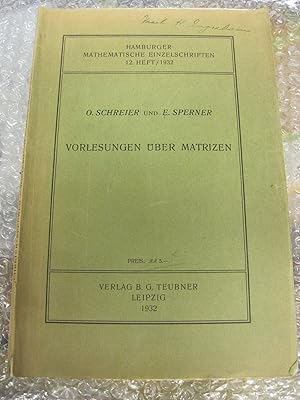 HAMBURGER
MATHEMATISCHE EINZELSCHRIFTEN
12. HEFT / 1932
O. SCHREIER UND E. SPERNER
VORLESUNGEN ÜBER MATRIZEN
PREIS:
VERLAG B. G. TEUBNER
LEIPZIG
1932